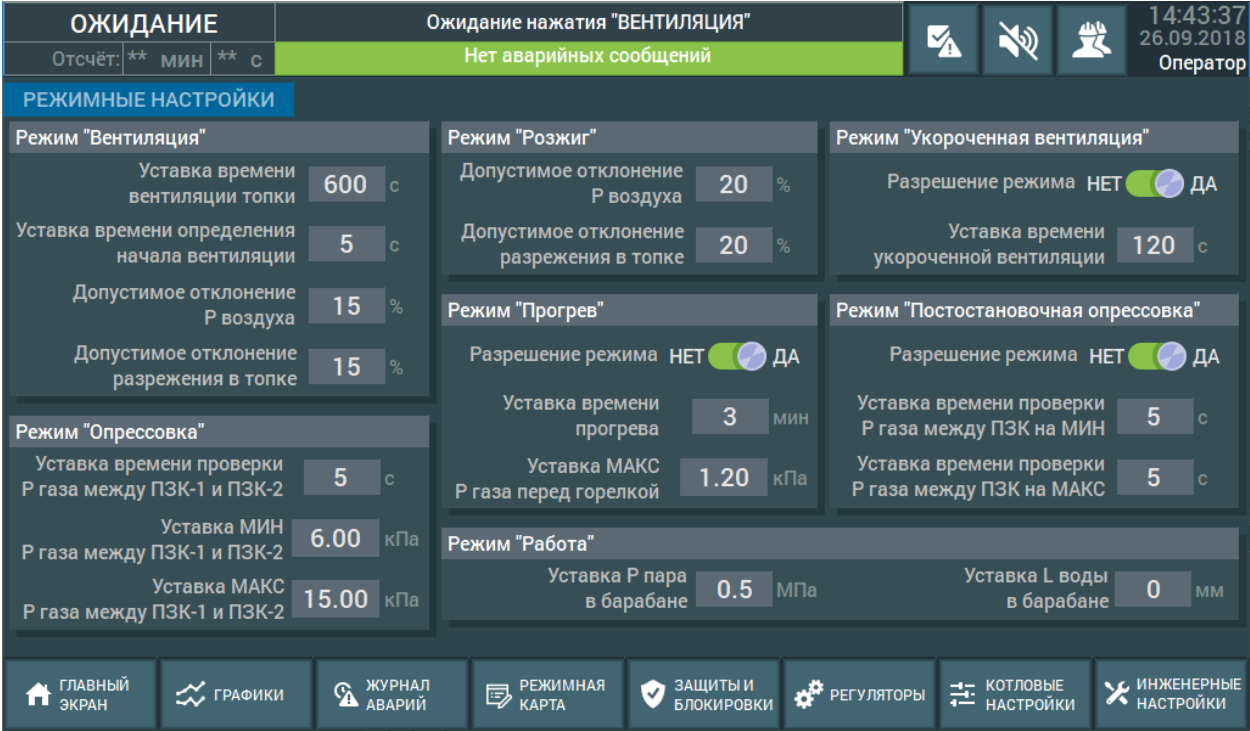 ОЖИДАНИЕ
Отсчёт: ** мин ** с
Ожидание нажатия "ВЕНТИЛЯЦИЯ"
Нет аварийных сообщений
14:43:37
26.09.2018
Оператор
РЕЖИМНЫЕ НАСТРОЙКИ
Режим "Вентиляция"
Уставка времени
вентиляции топки 600 с
Уставка времени определения
начала вентиляции 5 с
Допустимое отклонение
Р воздуха 15 %
Допустимое отклонение
разрежения в топке 15 %
Режим "Опрессовка"
Уставка времени проверки
Р газа между ПЗК-1 и ПЗК-2 5 с
Уставка МИН
Р газа между ПЗК-1 и ПЗК-2 6.00 кПа
Уставка МАКС
Р газа между ПЗК-1 и ПЗК-2 15.00 кПа
Режим "Розжиг"
Допустимое отклонение
Р воздуха 20 %
Допустимое отклонение
разрежения в топке 20 %
Режим "Прогрев"
Разрешение режима НЕТ ДА
Уставка времени
прогрева 3 мин
Уставка МАКС
Р газа перед горелкой 1.20 кПа
Режим "Укороченная вентиляция"
Разрешение режима НЕТ ДА
Уставка времени
укороченной вентиляции 120 с
Режим "Постостановочная опрессовка"
Разрешение режима НЕТ ДА
Уставка времени проверки
Р газа между ПЗК на МИН 5 с
Уставка времени проверки
Р газа между ПЗК на МАКС 5 с
Режим "Работа"
Уставка Р пара
в барабане 0.5 МПа
Уставка L воды
в барабане 0 мм
ГЛАВНЫЙ
ЭКРАН
ГРАФИКИ
ЖУРНАЛ
АВАРИЙ
РЕЖИМНАЯ
КАРТА
ЗАЩИТЫ И
БЛОКИРОВКИ
РЕГУЛЯТОРЫ
КОТЛОВЫЕ
НАСТРОЙКИ
ИНЖЕНЕРНЫЕ
НАСТРОЙКИ